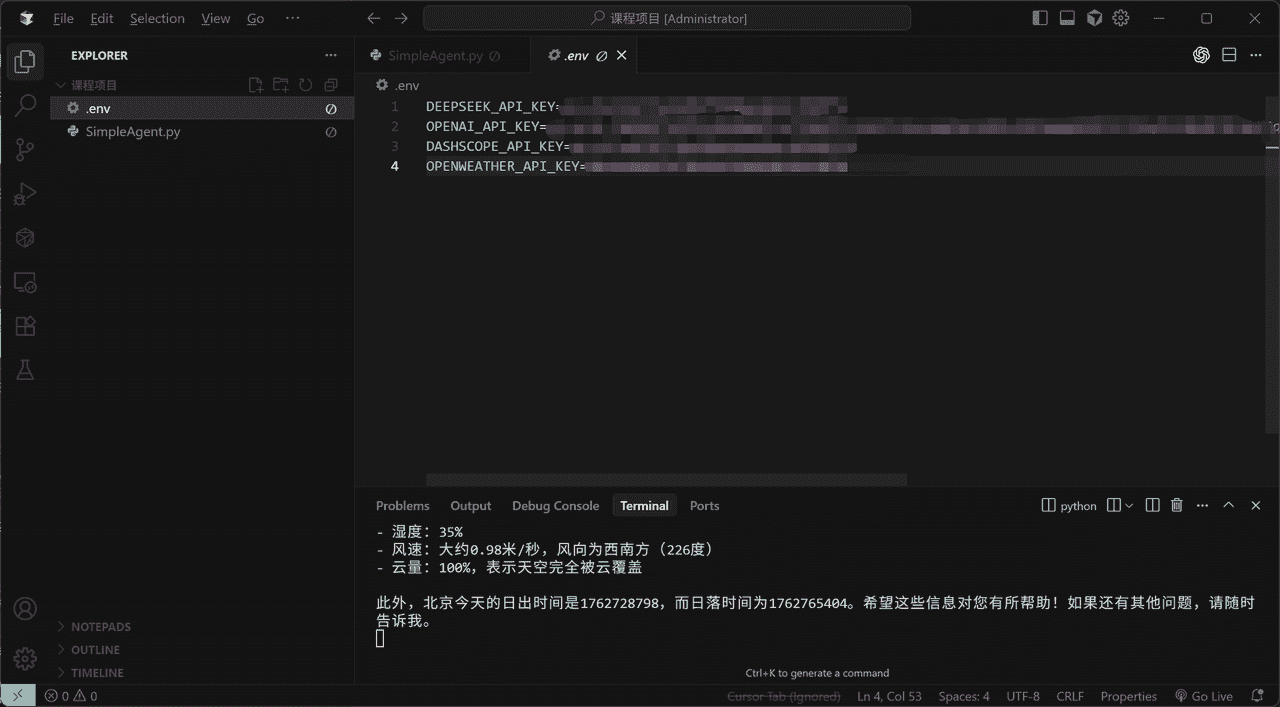 File Edit Selection View Go ···
课程项目 [Administrator]
EXPLORER
课程项目
.env
SimpleAgent.py
SimpleAgent.py
.env
.env
1 DEEPSEEK_API_KEY=
2 OPENAI_API_KEY=
3 DASHSCOPE_API_KEY=
4 OPENWEATHER_API_KEY=
Problems Output Debug Console Terminal Ports
python
- 湿度：35%
- 风速：大约0.98米/秒，风向为西南方（226度）
- 云量：100%，表示天空完全被云覆盖
此外，北京今天的日出时间是1762728798，而日落时间为1762765404。希望这些信息对您有所帮助！如果还有其他问题，请随时
告诉我。
Ctrl+K to generate a command
NOTEPADS
OUTLINE
TIMELINE
0 0
Cursor Tab (Ignored) Ln 4, Col 53 Spaces: 4 UTF-8 CRLF Properties Go Live